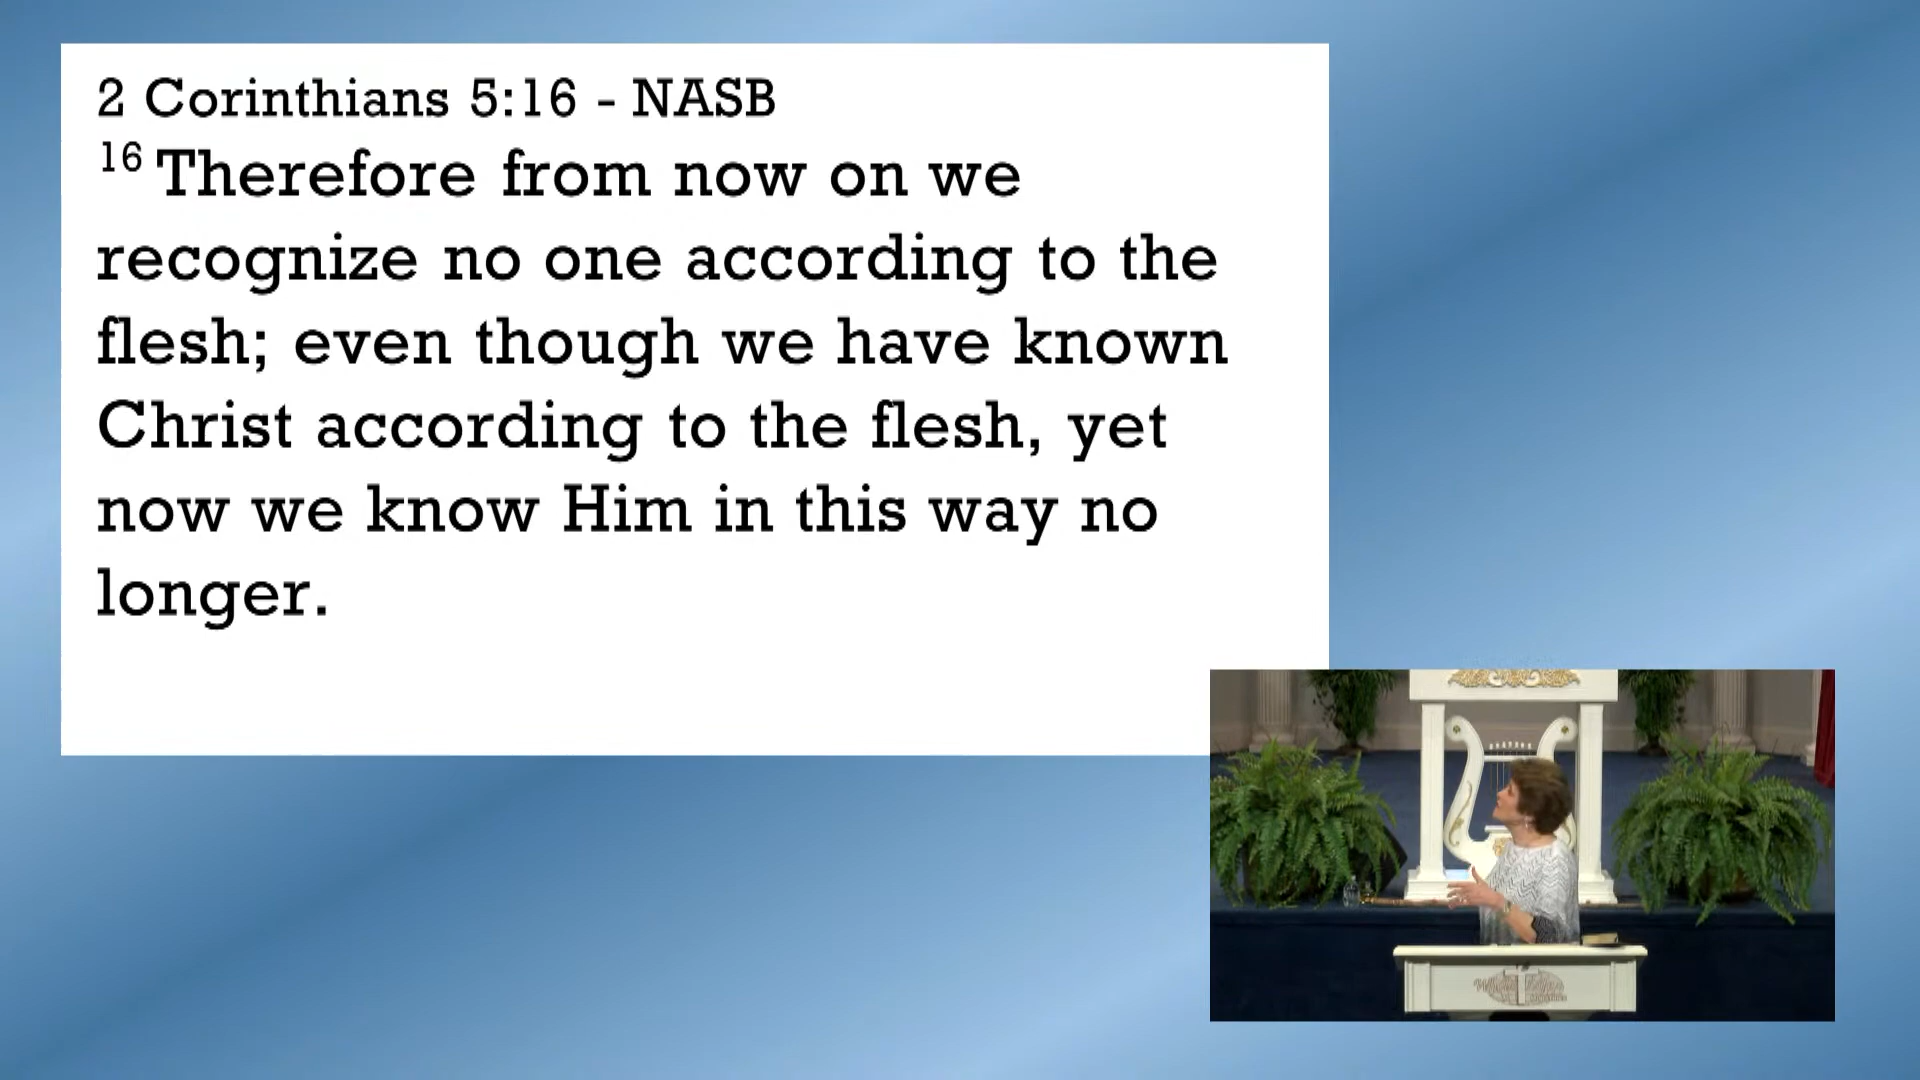 2 Corinthians 5:16 - NASB
16 Therefore from now on we
recognize no one according to the
flesh; even though we have known
Christ according to the flesh, yet
now we know Him in this way no
longer.